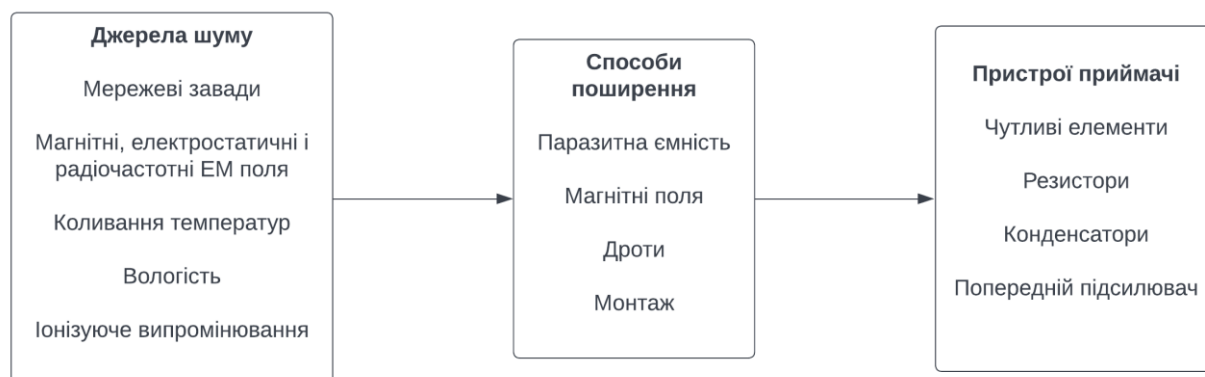 Джерела шуму
Мережеві завади
Магнітні, електростатичні і
радіочастотні ЕМ поля
Коливання температур
Вологість
Іонізуюче випромінювання
Способи
поширення
Паразитна ємність
Магнітні поля
Дроти
Монтаж
Пристрої приймачі
Чутливі елементи
Резистори
Конденсатори
Попередній підсилювач